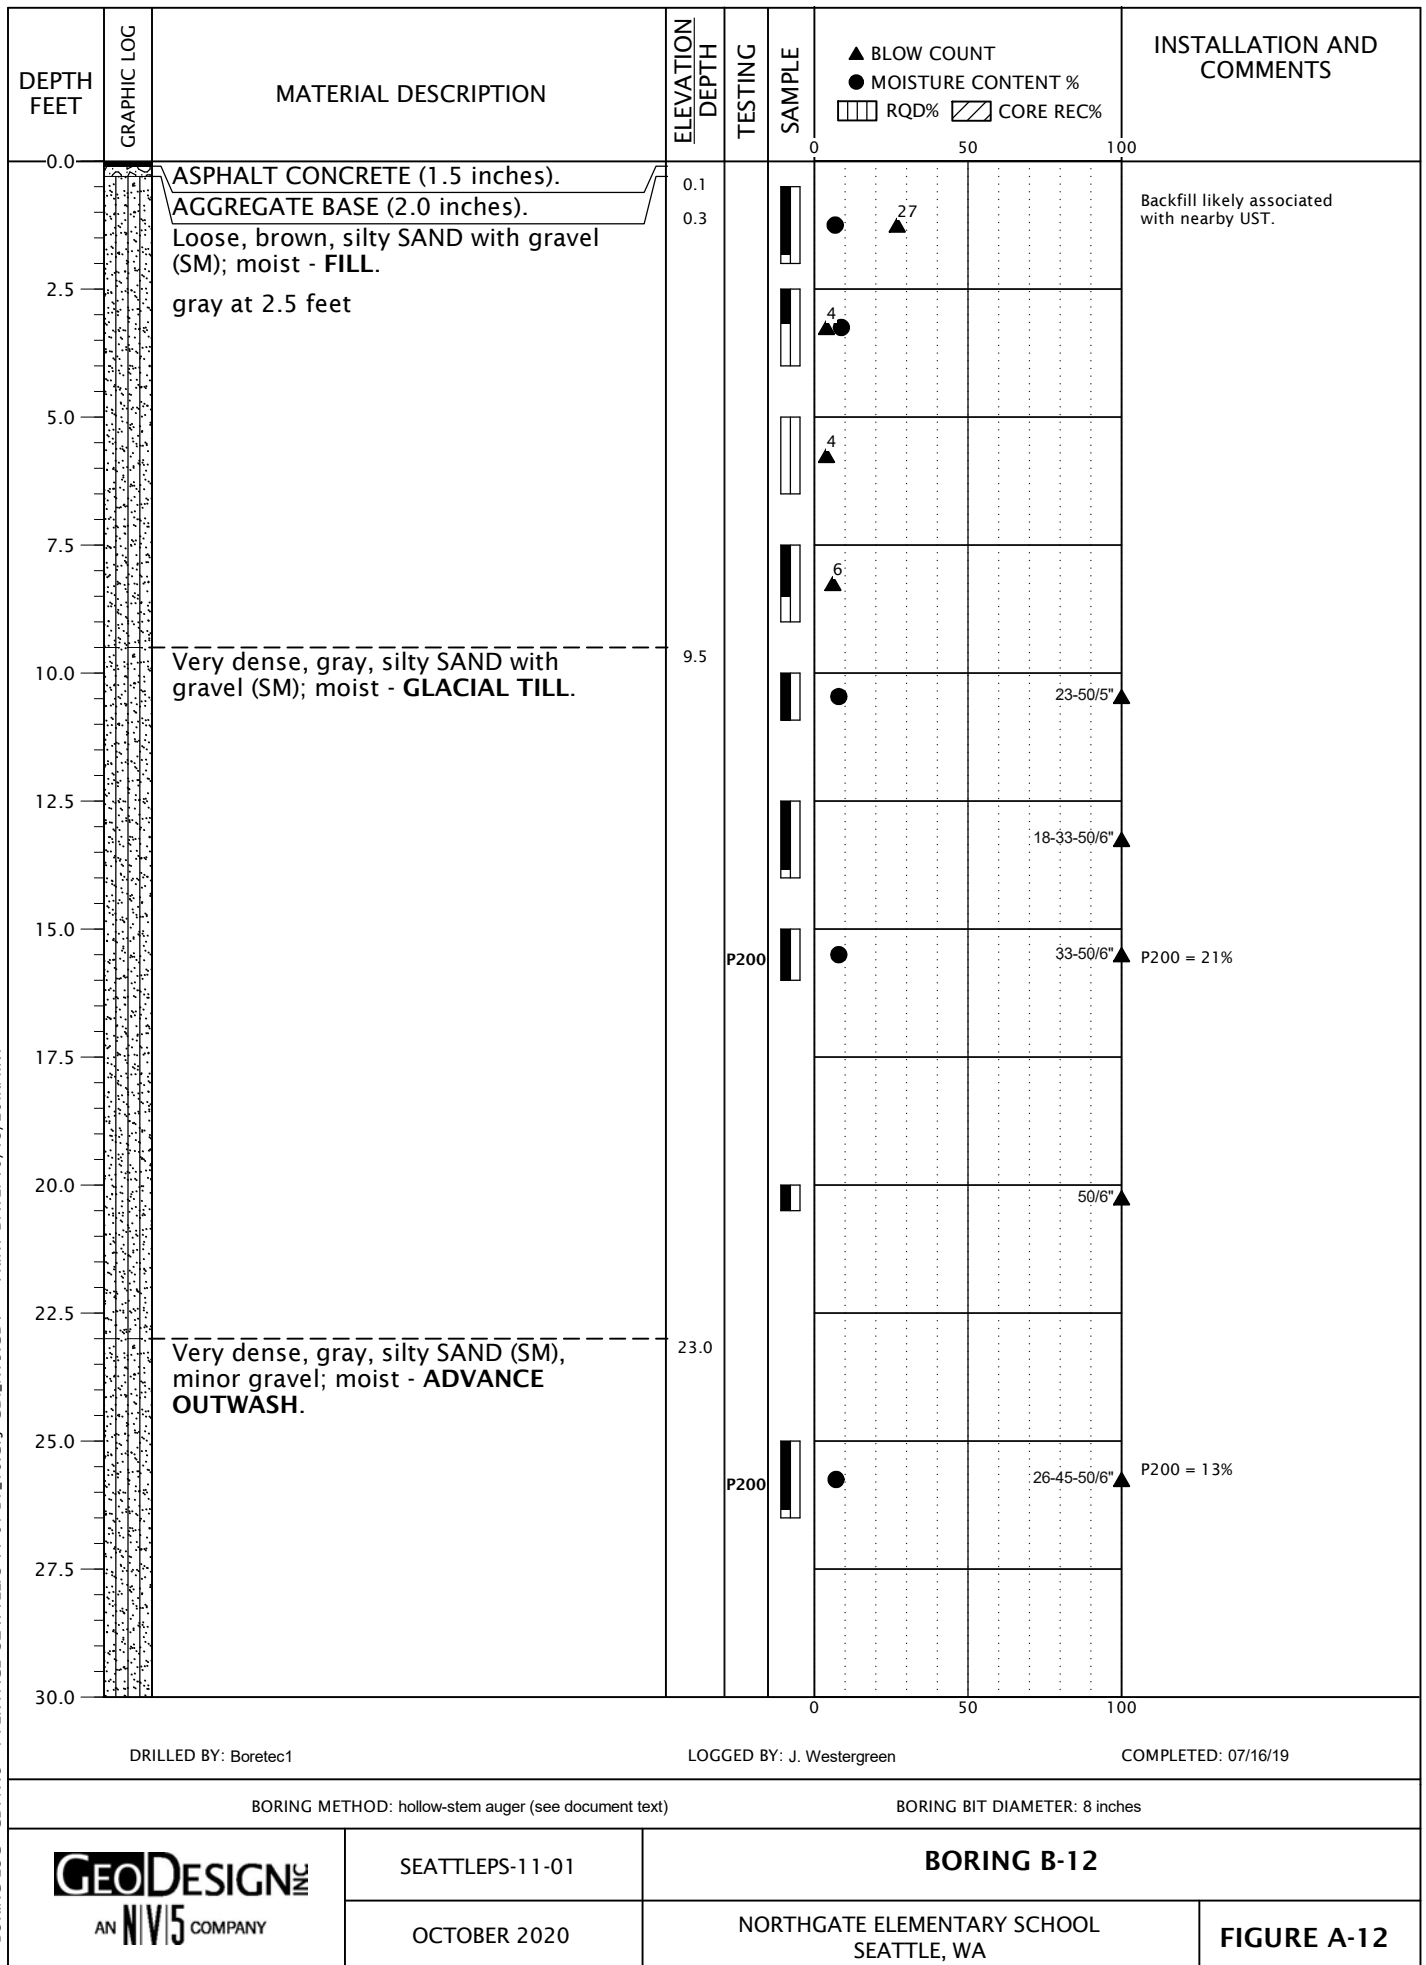 DEPTH
FEET
GRAPHIC LOG
MATERIAL DESCRIPTION
ELEVATION
DEPTH
TESTING
SAMPLE
▲ BLOW COUNT
● MOISTURE CONTENT %
RQD% CORE REC%
INSTALLATION AND
COMMENTS
0 50 100
0.0
ASPHALT CONCRETE (1.5 inches).
0.1
AGGREGATE BASE (2.0 inches).
0.3
Loose, brown, silty SAND with gravel
(SM); moist - FILL.
27
Backfill likely associated
with nearby UST.
2.5
gray at 2.5 feet
4
5.0
4
7.5
6
9.5
Very dense, gray, silty SAND with
gravel (SM); moist - GLACIAL TILL.
10.0
23-50/5"
12.5
18-33-50/6"
15.0
P200
33-50/6"
P200 = 21%
17.5
20.0
50/6"
22.5
23.0
Very dense, gray, silty SAND (SM),
minor gravel; moist - ADVANCE
OUTWASH.
25.0
P200
26-45-50/6"
P200 = 13%
27.5
30.0
0 50 100
DRILLED BY: Boretec1
LOGGED BY: J. Westergreen
COMPLETED: 07/16/19
BORING METHOD: hollow-stem auger (see document text)
BORING BIT DIAMETER: 8 inches
GEODESIGN INC
AN NV5 COMPANY
SEATTLEPS-11-01
OCTOBER 2020
BORING B-12
NORTHGATE ELEMENTARY SCHOOL
SEATTLE, WA
FIGURE A-12